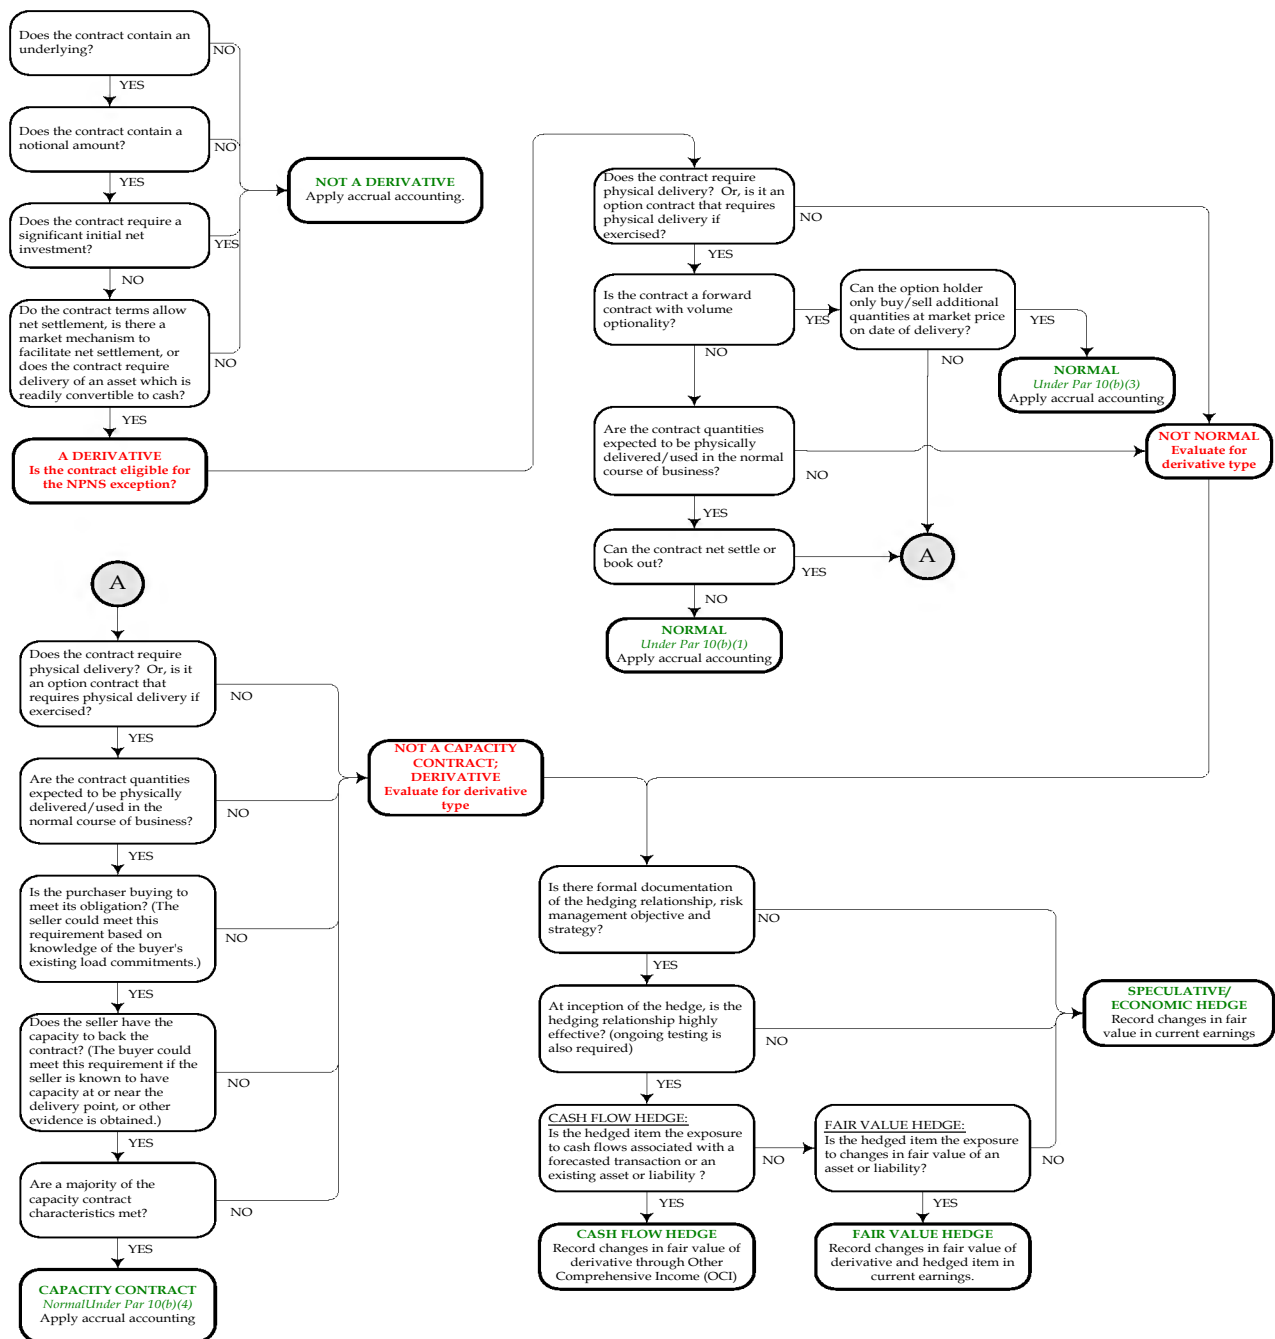 Does the contract contain an
underlying?
NO
YES
Does the contract contain a
notional amount?
NO
YES
NOT A DERIVATIVE
Apply accrual accounting.
Does the contract require a
significant initial net
investment?
YES
NO
Do the contract terms allow
net settlement, is there a
market mechanism to
facilitate net settlement, or
does the contract require
delivery of an asset which is
readily convertible to cash?
NO
YES
A DERIVATIVE
Is the contract eligible for
the NPNS exception?
Does the contract require
physical delivery? Or, is it an
option contract that requires
physical delivery if
exercised?
NO
YES
Is the contract a forward
contract with volume
optionality?
YES
NO
Can the option holder
only buy/sell additional
quantities at market price
on date of delivery?
YES
NO
NORMAL
Under Par 10(b)(3)
Apply accrual accounting
Are the contract quantities
expected to be physically
delivered/used in the normal
course of business?
NO
YES
NOT NORMAL
Evaluate for
derivative type
Can the contract net settle or
book out?
YES
NO
A
NORMAL
Under Par 10(b)(1)
Apply accrual accounting
A
Does the contract require
physical delivery? Or, is it
an option contract that
requires physical delivery if
exercised?
NO
YES
Are the contract quantities
expected to be physically
delivered/used in the
normal course of business?
NO
YES
NOT A CAPACITY
CONTRACT;
DERIVATIVE
Evaluate for derivative
type
Is the purchaser buying to
meet its obligation? (The
seller could meet this
requirement based on
knowledge of the buyer's
existing load commitments.)
NO
YES
Does the seller have the
capacity to back the
contract? (The buyer could
meet this requirement if the
seller is known to have
capacity at or near the
delivery point, or other
evidence is obtained.)
NO
YES
Are a majority of the
capacity contract
characteristics met?
NO
YES
CAPACITY CONTRACT
NormalUnder Par 10(b)(4)
Apply accrual accounting
Is there formal documentation
of the hedging relationship, risk
management objective and
strategy?
NO
YES
At inception of the hedge, is the
hedging relationship highly
effective? (ongoing testing is
also required)
NO
YES
SPECULATIVE/
ECONOMIC HEDGE
Record changes in fair
value in current earnings
CASH FLOW HEDGE:
Is the hedged item the exposure
to cash flows associated with a
forecasted transaction or an
existing asset or liability ?
NO
YES
FAIR VALUE HEDGE:
Is the hedged item the exposure
to changes in fair value of an
asset or liability?
NO
YES
CASH FLOW HEDGE
Record changes in fair value of
derivative through Other
Comprehensive Income (OCI)
FAIR VALUE HEDGE
Record changes in fair value of
derivative and hedged item in
current earnings.